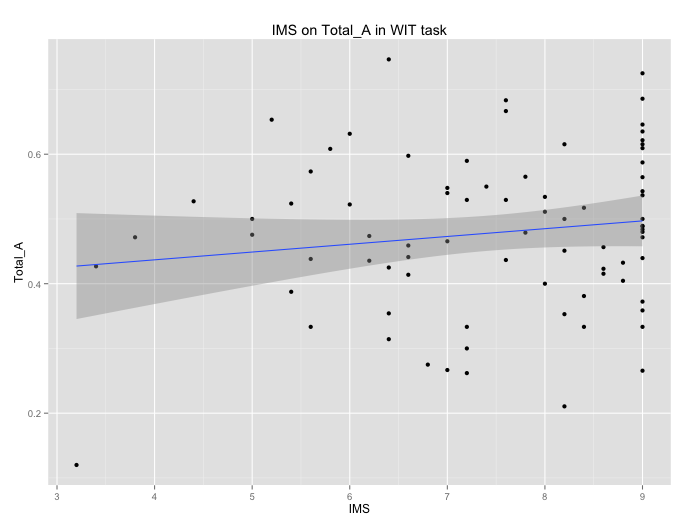 IMS on Total_A in WIT task
Total_A
0.6
0.4
0.2
3 4 5 6 7 8 9
IMS